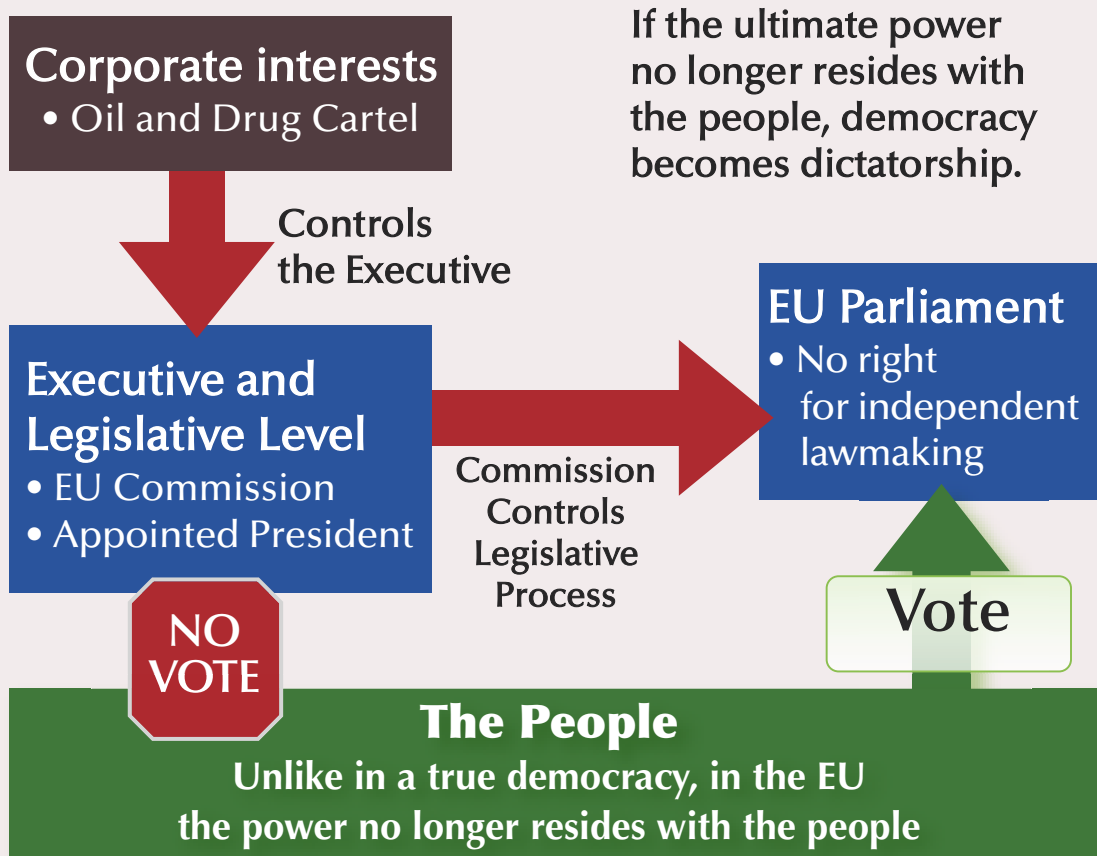 Corporate interests
• Oil and Drug Cartel
If the ultimate power
no longer resides with
the people, democracy
becomes dictatorship.
Controls
the Executive
Executive and
Legislative Level
• EU Commission
• Appointed President
Commission
Controls
Legislative
Process
EU Parliament
• No right
for independent
lawmaking
NO
VOTE
Vote
The People
Unlike in a true democracy, in the EU
the power no longer resides with the people